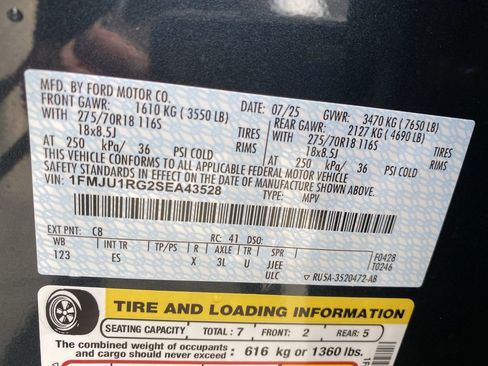 MFD. BY FORD MOTOR CO.
DATE: 07/25 GVWR: 3470 KG (7650 LB)
FRONT GAWR: 1610 KG (3550 LB) REAR GAWR: 2127 KG (4690 LB)
WITH 275/70R18 116S TIRES WITH 275/70R18 116S TIRES
18x8.5J RIMS 18x8.5J RIMS
AT 250 kPa/ 36 PSI COLD AT 250 kPa/ 36 PSI COLD
THIS VEHICLE CONFORMS TO ALL APPLICABLE FEDERAL MOTOR VEHICLE
SAFETY STANDARDS IN EFFECT ON THE DATE OF MANUFACTURE SHOWN ABOVE.
VIN: 1FMJU1RG2SEA43528
TYPE: MPV
EXT PNT: C8 RC: 41 DSO: F0428
WB INT TR TP/PS R AXLE TR SPR T0246
123 ES X 3L U JJEE
ULC ▽ RU5A-3520472-AB
TIRE AND LOADING INFORMATION
SEATING CAPACITY TOTAL: 7 FRONT: 2 REAR: 5
The combined weight of occupants
and cargo should never exceed: 616 kg or 1360 lbs.